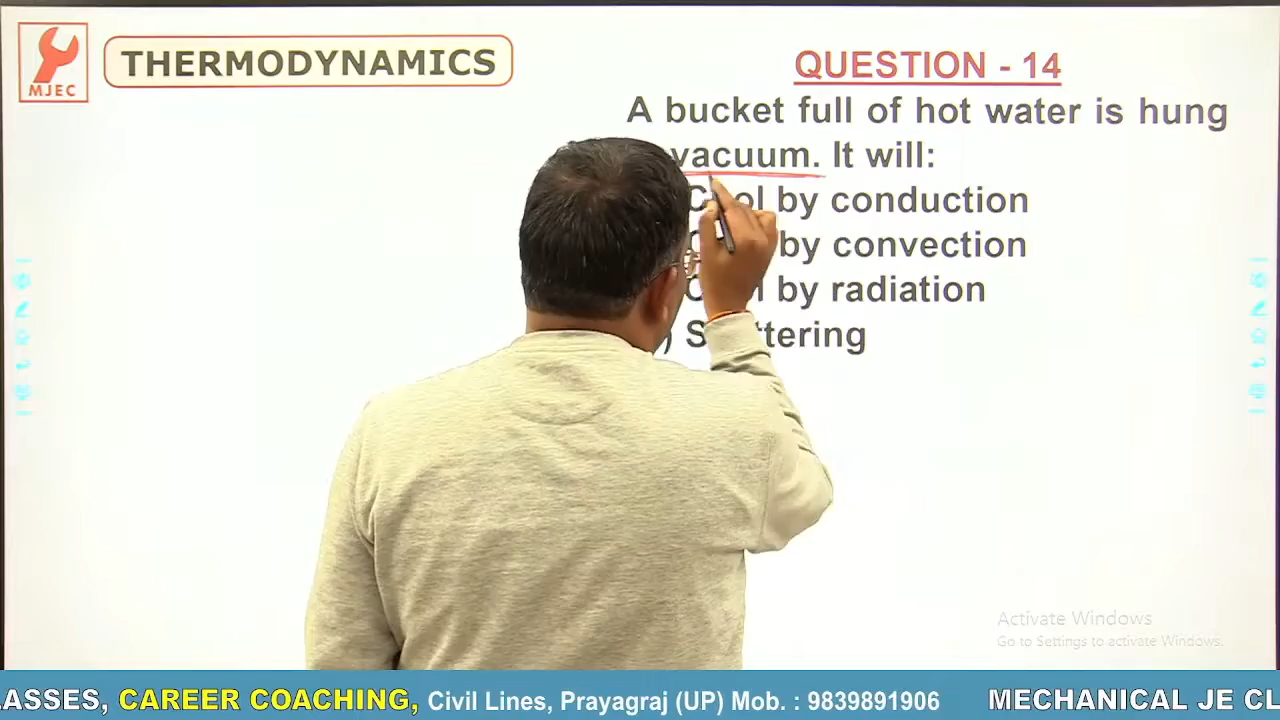 MJEC
THERMODYNAMICS
QUESTION - 14
A bucket full of hot water is hung
vacuum. It will:
by conduction
by convection
by radiation
Activate Windows
Go to Settings to activate Windows.
ASSES, CAREER COACHING, Civil Lines, Prayagraj (UP) Mob. : 9839891906 MECHANICAL JE CL